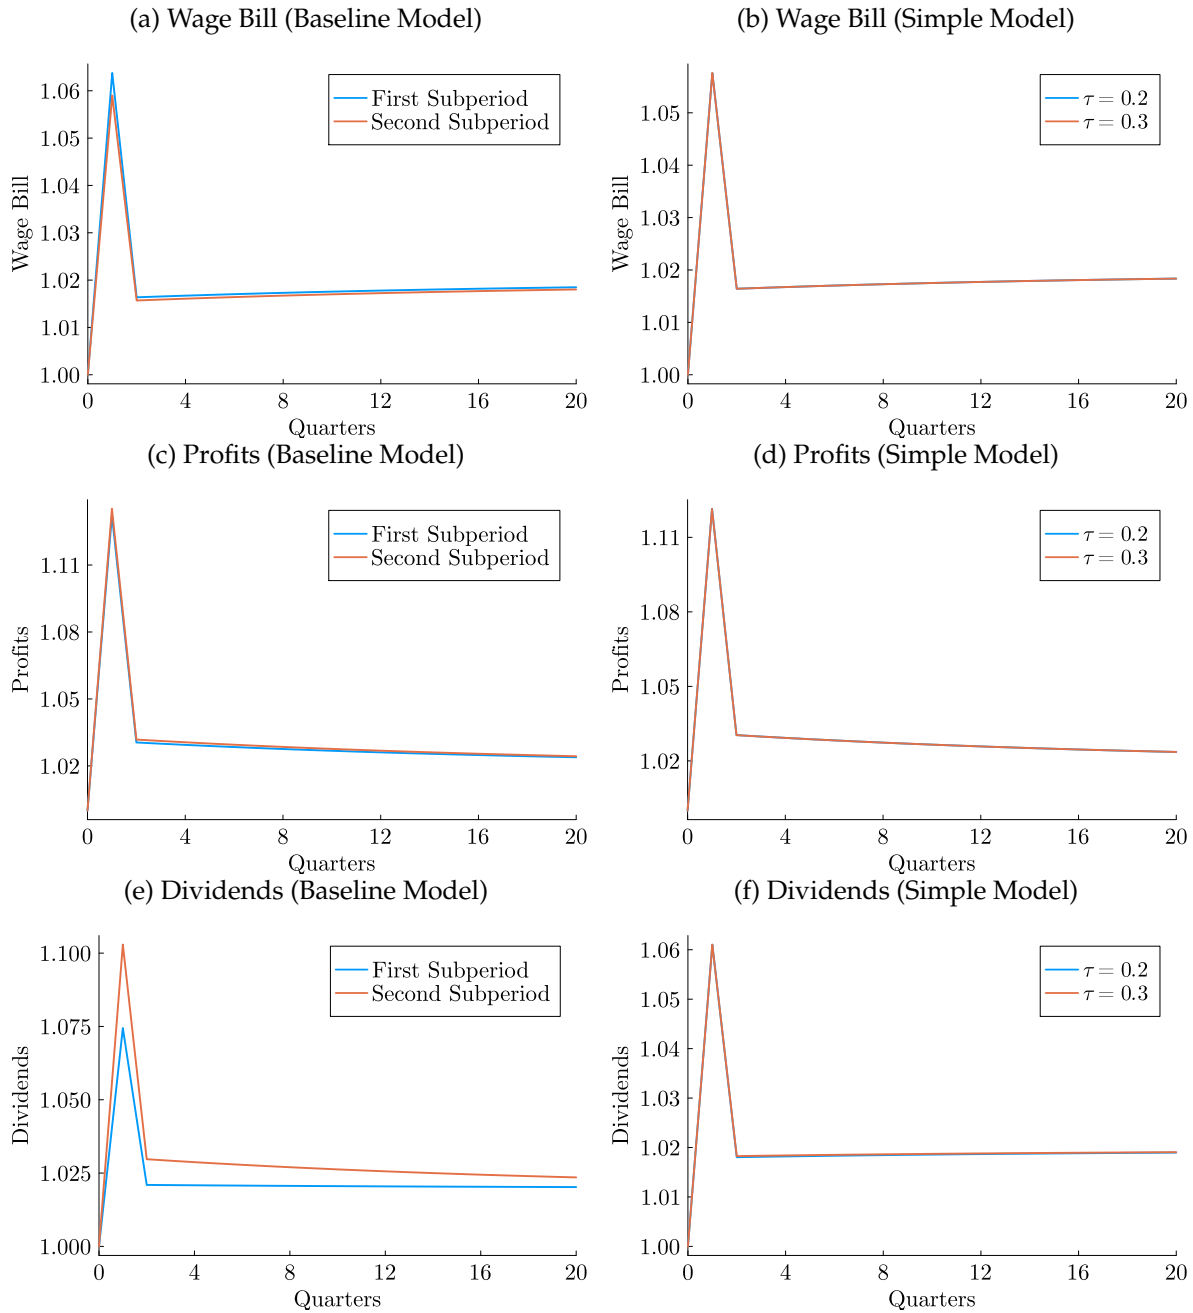 (a) Wage Bill (Baseline Model)
Wage Bill
1.06
1.05
1.04
1.03
1.02
1.01
1.00
First Subperiod
Second Subperiod
0 4 8 12 16 20
Quarters
(b) Wage Bill (Simple Model)
Wage Bill
1.05
1.04
1.03
1.02
1.01
1.00
τ = 0.2
τ = 0.3
0 4 8 12 16 20
Quarters
(c) Profits (Baseline Model)
Profits
1.11
1.08
1.05
1.02
First Subperiod
Second Subperiod
0 4 8 12 16 20
Quarters
(d) Profits (Simple Model)
Profits
1.11
1.08
1.05
1.02
τ = 0.2
τ = 0.3
0 4 8 12 16 20
Quarters
(e) Dividends (Baseline Model)
Dividends
1.100
1.075
1.050
1.025
1.000
First Subperiod
Second Subperiod
0 4 8 12 16 20
Quarters
(f) Dividends (Simple Model)
Dividends
1.06
1.05
1.04
1.03
1.02
1.01
1.00
τ = 0.2
τ = 0.3
0 4 8 12 16 20
Quarters